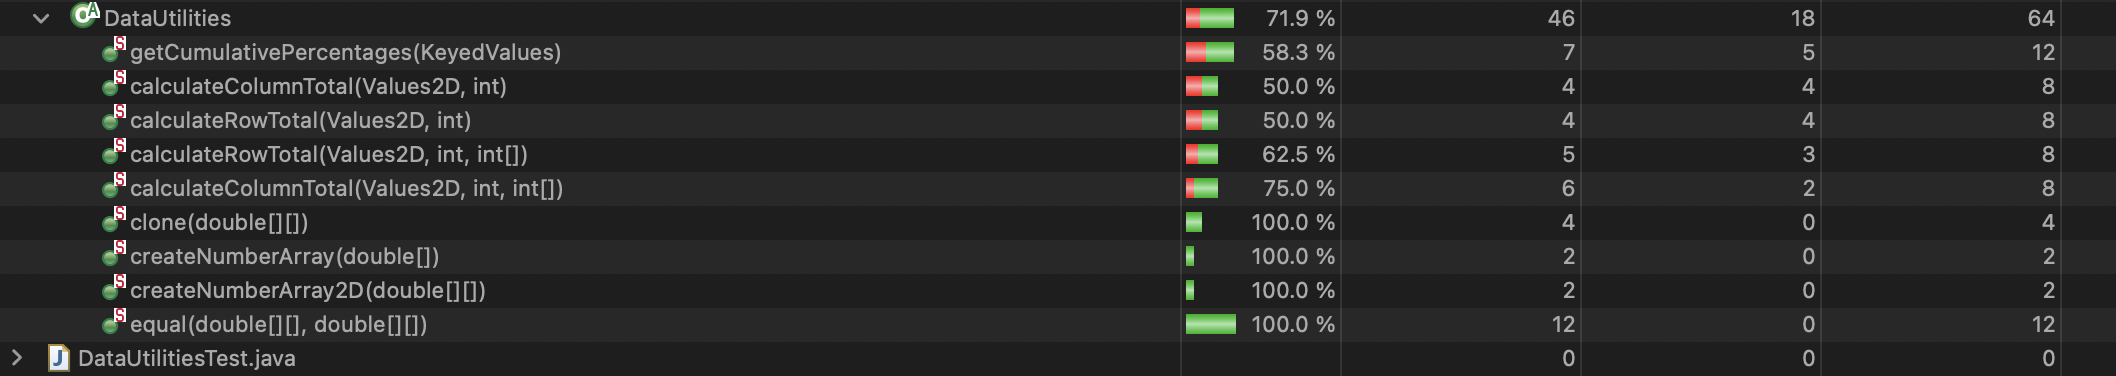 DataUtilities 71.9 % 46 18 64
getCumulativePercentages(KeyedValues) 58.3 % 7 5 12
calculateColumnTotal(Values2D, int) 50.0 % 4 4 8
calculateRowTotal(Values2D, int) 50.0 % 4 4 8
calculateRowTotal(Values2D, int, int[]) 62.5 % 5 3 8
calculateColumnTotal(Values2D, int, int[]) 75.0 % 6 2 8
clone(double[][]) 100.0 % 4 0 4
createNumberArray(double[]) 100.0 % 2 0 2
createNumberArray2D(double[][]) 100.0 % 2 0 2
equal(double[][], double[][]) 100.0 % 12 0 12
DataUtilitiesTest.java 0 0 0